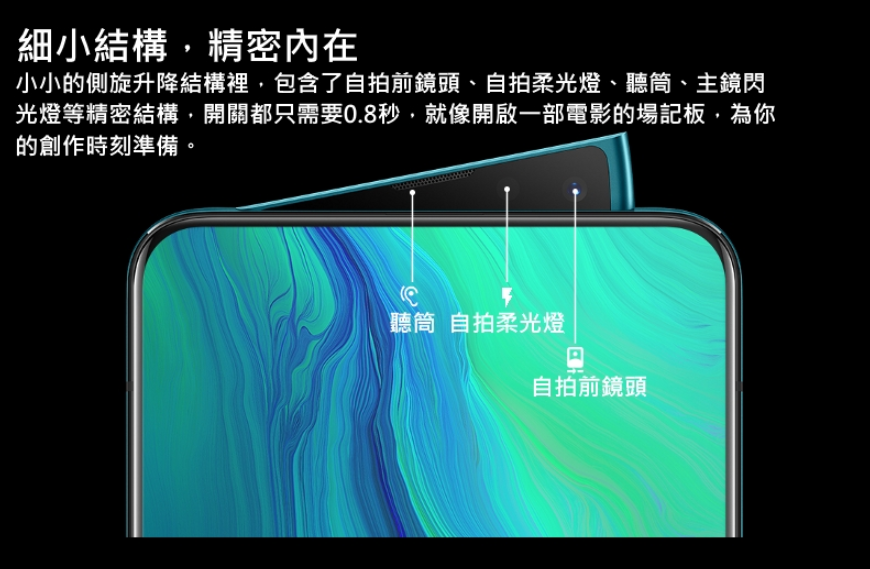 細小結構，精密內在
小小的側旋升降結構裡，包含了自拍前鏡頭、自拍柔光燈、聽筒、主鏡閃
光燈等精密結構，開關都只需要0.8秒，就像開啟一部電影的場記板，為你
的創作時刻準備。
聽筒 自拍柔光燈
自拍前鏡頭